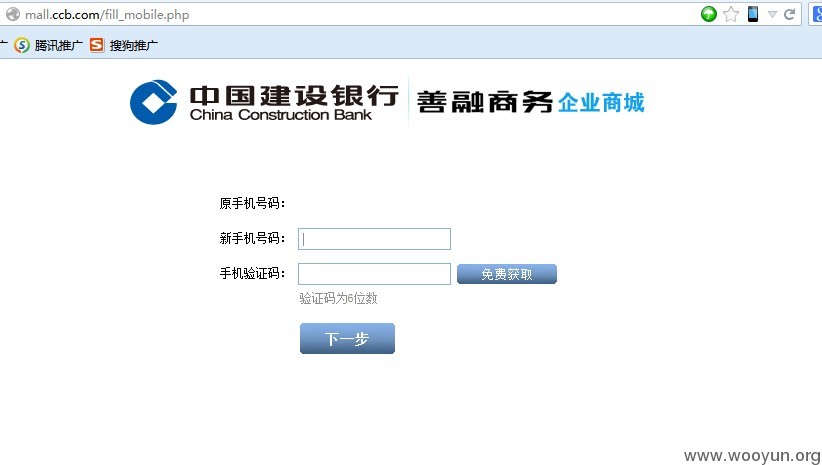 mall.ccb.com/fill_mobile.php
腾讯推广 搜狗推广
中国建设银行 善融商务 企业商城
China Construction Bank
原手机号码：
新手机号码：
手机验证码： 免费获取
验证码为6位数
下一步
www.wooyun.org